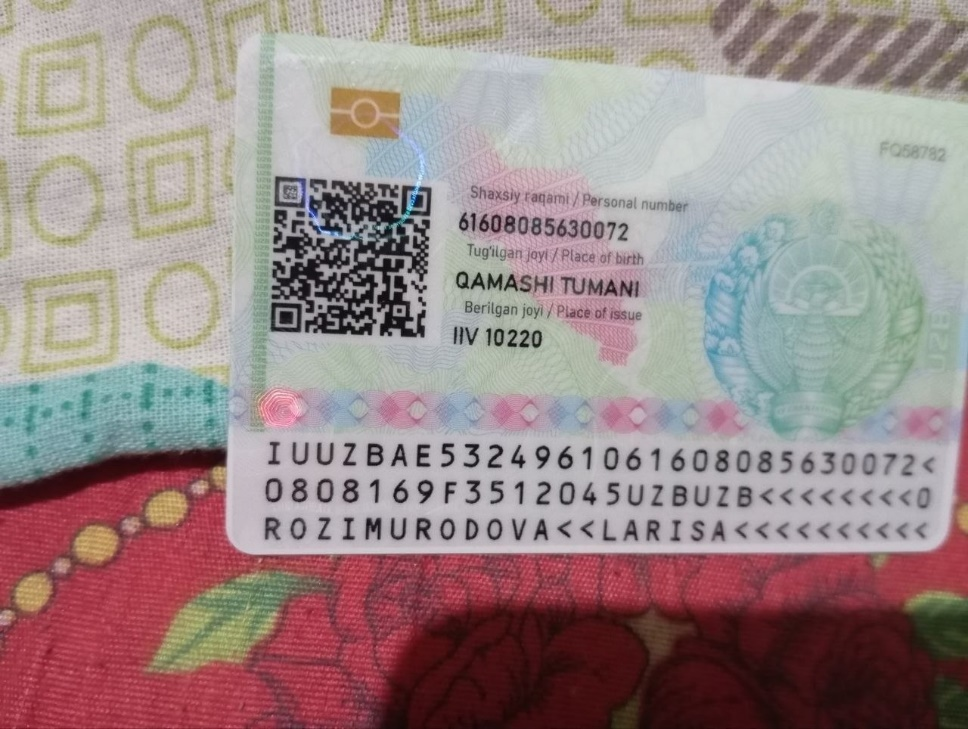 FQ58782
Shaxsiy raqami / Personal number
61608085630072
Tug'ilgan joyi / Place of birth
QAMASHI TUMANI
Berilgan joyi / Place of issue
IIV 10220
IUUZBAE5324961061608085630072<
0808169F3512045UZBUZB<<<<<<<<0
ROZIMURODOVA<<LARISA<<<<<<<<<<